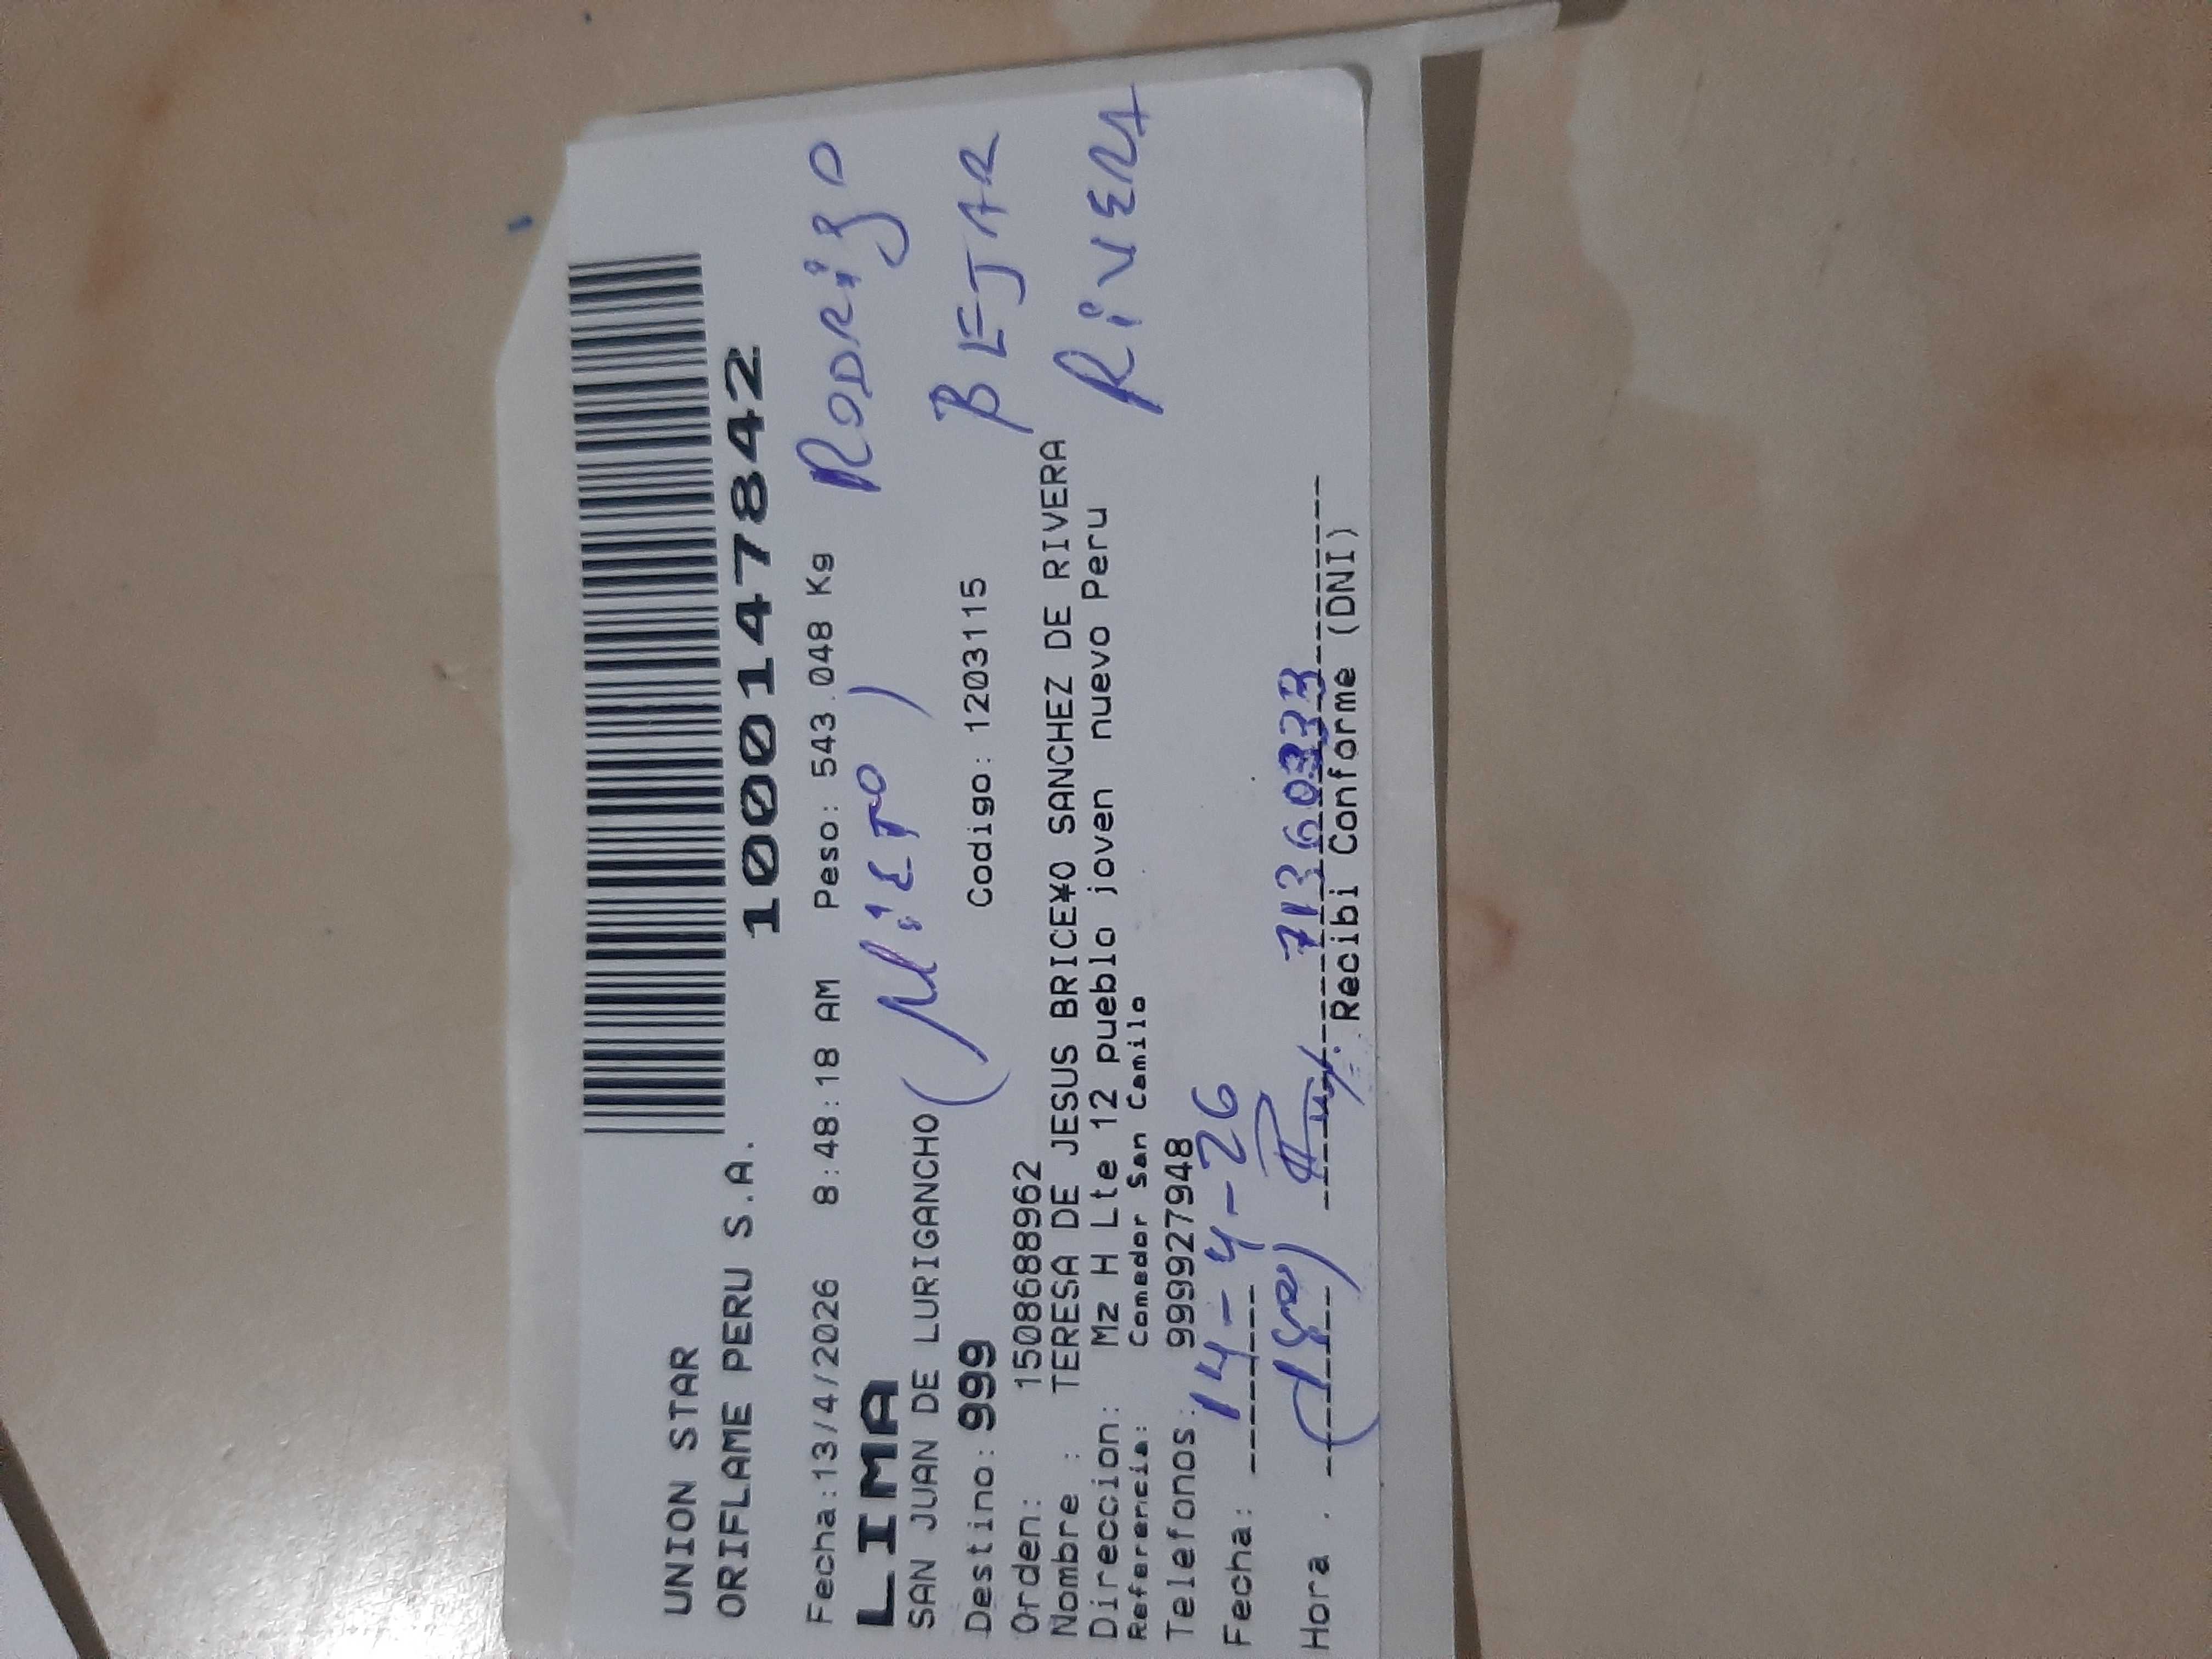 UNION STAR
ORIFLAME PERU S.A.
10001478842
Fecha:13/4/2026 8:48:18 AM Peso: 543.048 Kg
RODRigo
LIMA
SAN JUAN DE LURIGANCHO
(NiETO)
BEJAR
Destino: 999 Codigo: 1203115
RiVERA
Orden: 1508688962
Nombre : TERESA DE JESUS BRICE¥O SANCHEZ DE RIVERA
Direccion: Mz H Lte 12 pueblo joven nuevo Peru
Referencia: Comedor San Camilo
Telefonos: 999927948
Fecha: 14-4-26
Hora . 71360333
Recibi Conforme (DNI)